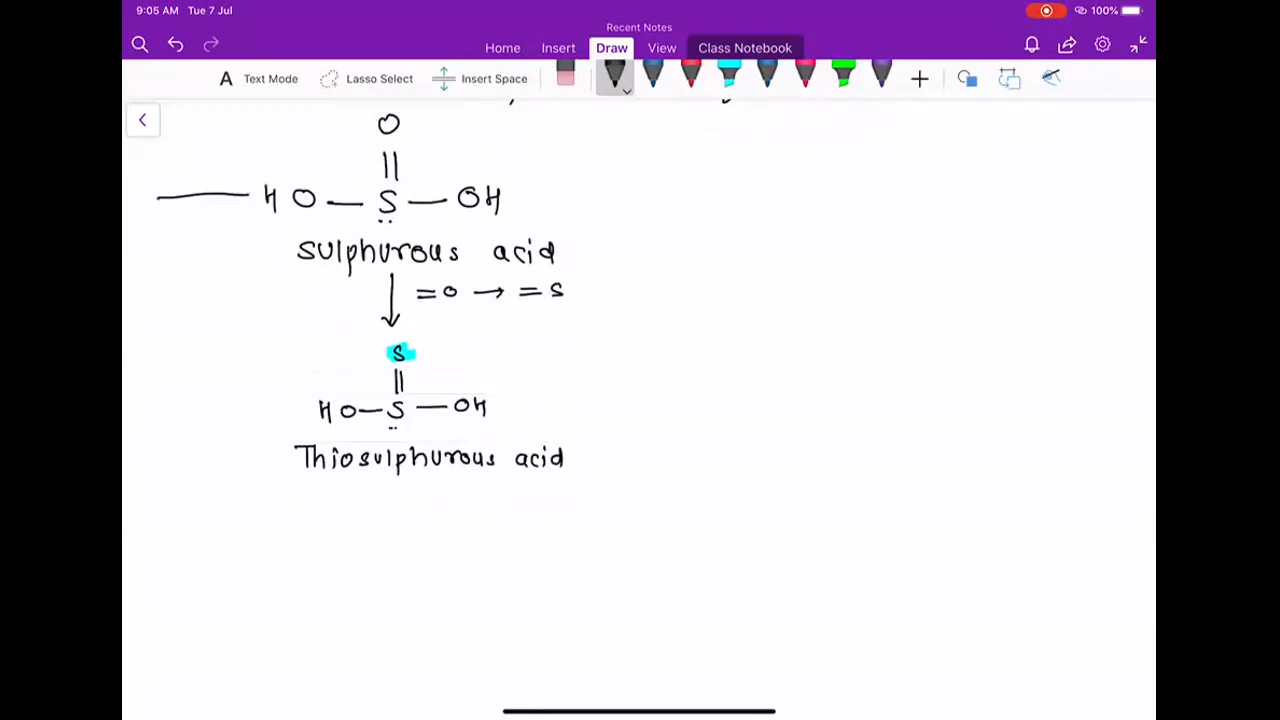 9:05 AM Tue 7 Jul
100%
Recent Notes
Home Insert Draw View Class Notebook
A Text Mode Lasso Select Insert Space
O
||
HO — S — OH
..
sulphurous acid
=O → =S
S
||
HO — S — OH
..
Thiosulphurous acid